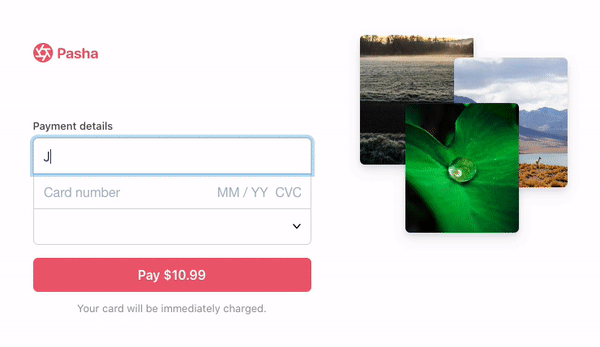 Pasha
Payment details
J
Card number MM / YY CVC
Pay $10.99
Your card will be immediately charged.